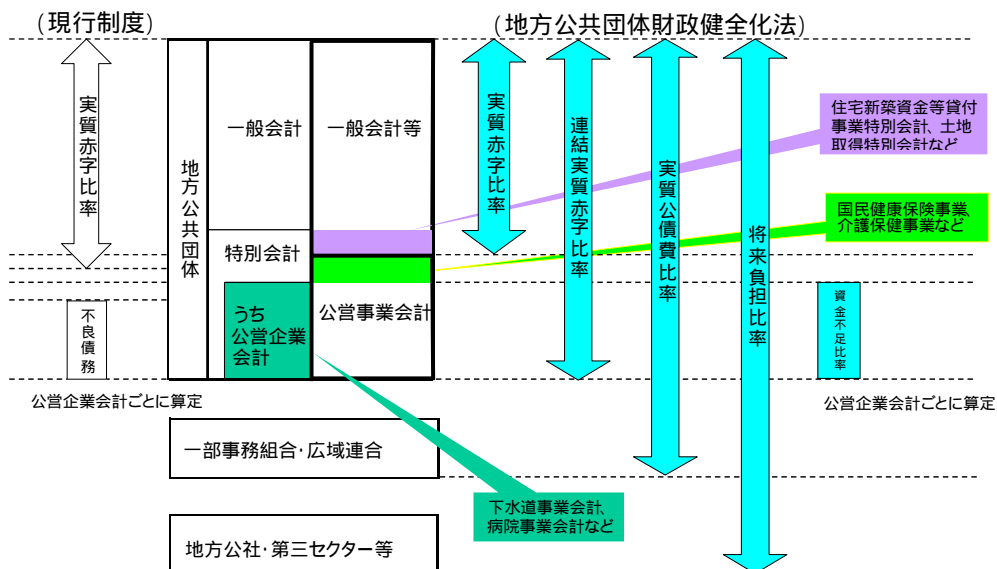 (現行制度)
(地方公共団体財政健全化法)
実質赤字比率
地方公共団体
一般会計
一般会計等
特別会計
うち
公営企業
会計
公営事業会計
実質赤字比率
連結実質赤字比率
実質公債費比率
将来負担比率
住宅新築資金等貸付
事業特別会計、土地
取得特別会計など
国民健康保険事業、
介護保健事業など
不良債務
資金不足比率
公営企業会計ごとに算定
公営企業会計ごとに算定
一部事務組合・広域連合
下水道事業会計、
病院事業会計など
地方公社・第三セクター等